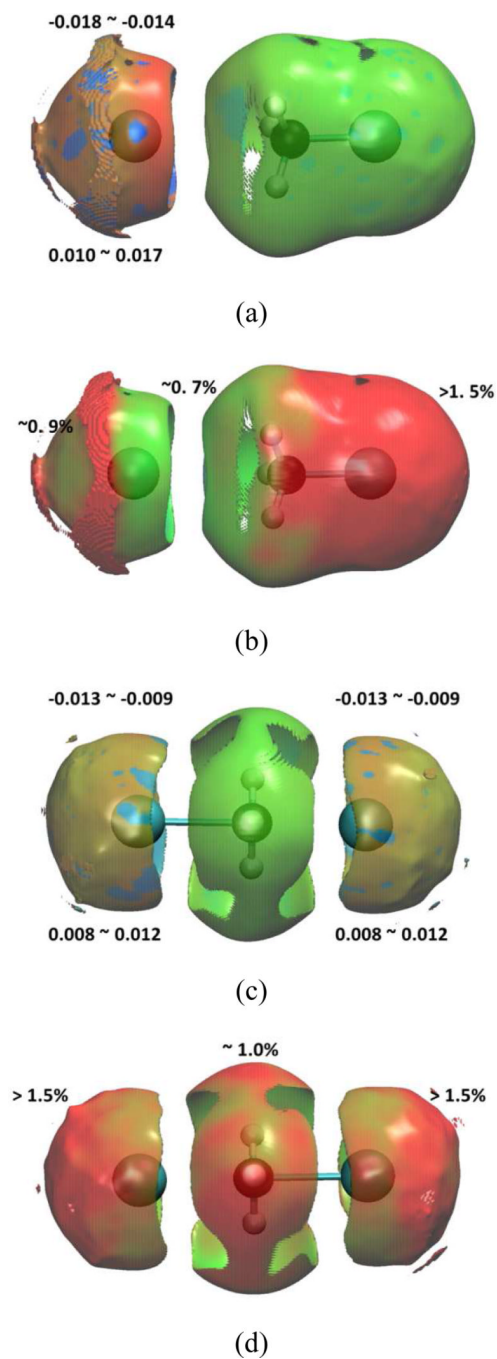 -0.018 ~ -0.014
0.010 ~ 0.017
(a)
~0. 7%
~0. 9%
>1. 5%
(b)
-0.013 ~ -0.009 -0.013 ~ -0.009
0.008 ~ 0.012 0.008 ~ 0.012
(c)
~ 1.0%
> 1.5% > 1.5%
(d)